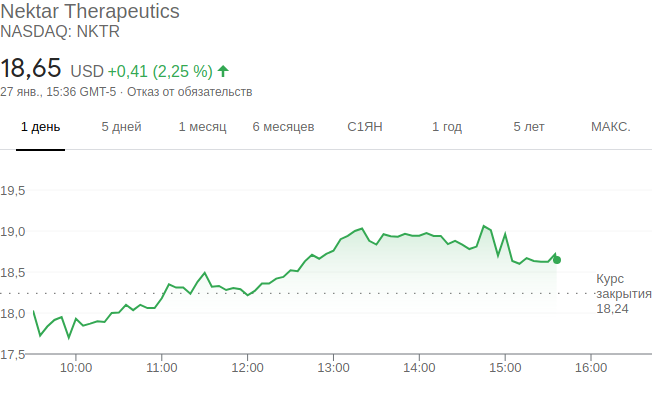 Nektar Therapeutics
NASDAQ: NKTR
18,65 USD +0,41 (2,25 %)
27 янв., 15:36 GMT-5 · Отказ от обязательств
1 день 5 дней 1 месяц 6 месяцев С1ЯН 1 год 5 лет МАКС.
19,5
19,0
18,5
Курс
закрытия
18,24
18,0
17,5
10:00 11:00 12:00 13:00 14:00 15:00 16:00